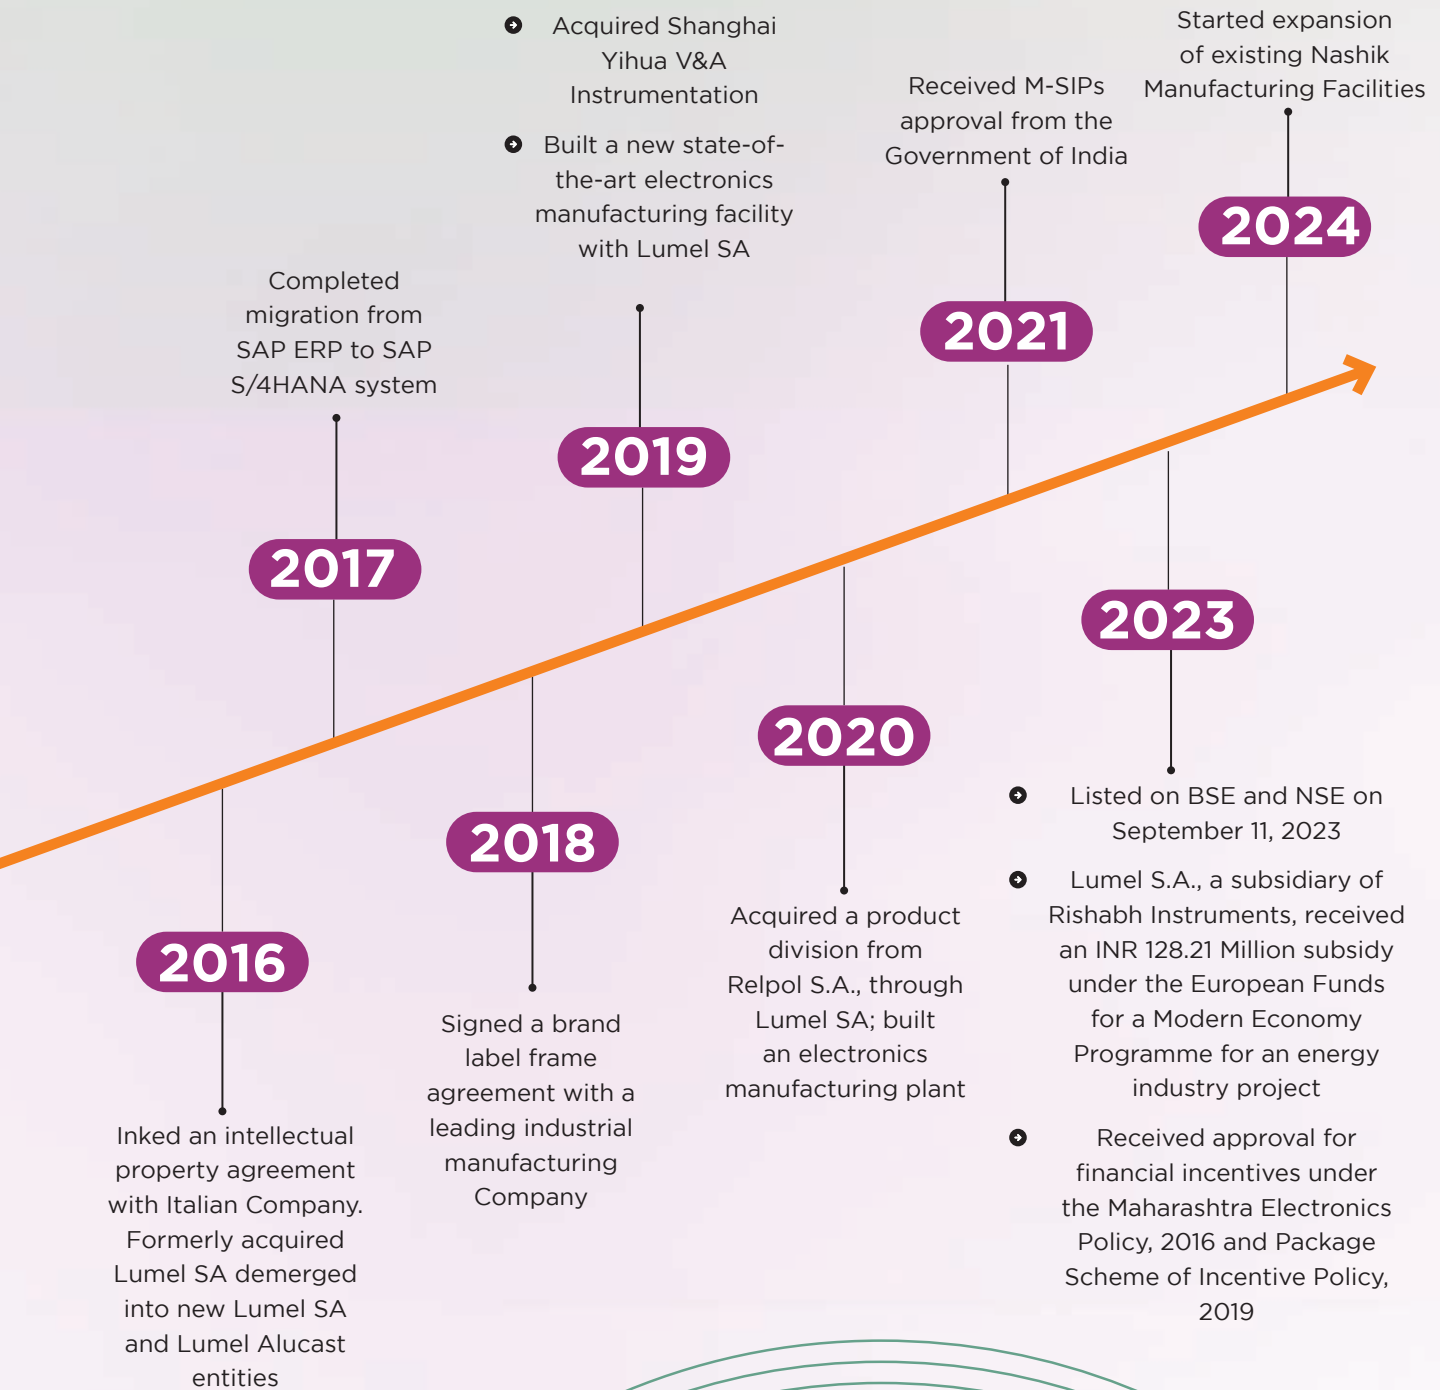 Acquired Shanghai
Yihua V&A
Instrumentation
Built a new state-of-
the-art electronics
manufacturing facility
with Lumel SA
2019
Started expansion
of existing Nashik
Manufacturing Facilities
2024
Received M-SIPs
approval from the
Government of India
2021
Completed
migration from
SAP ERP to SAP
S/4HANA system
2017
2023
Listed on BSE and NSE on
September 11, 2023
Lumel S.A., a subsidiary of
Rishabh Instruments, received
an INR 128.21 Million subsidy
under the European Funds
for a Modern Economy
Programme for an energy
industry project
Received approval for
financial incentives under
the Maharashtra Electronics
Policy, 2016 and Package
Scheme of Incentive Policy,
2019
2020
Acquired a product
division from
Relpol S.A., through
Lumel SA; built
an electronics
manufacturing plant
2018
Signed a brand
label frame
agreement with a
leading industrial
manufacturing
Company
2016
Inked an intellectual
property agreement
with Italian Company.
Formerly acquired
Lumel SA demerged
into new Lumel SA
and Lumel Alucast
entities